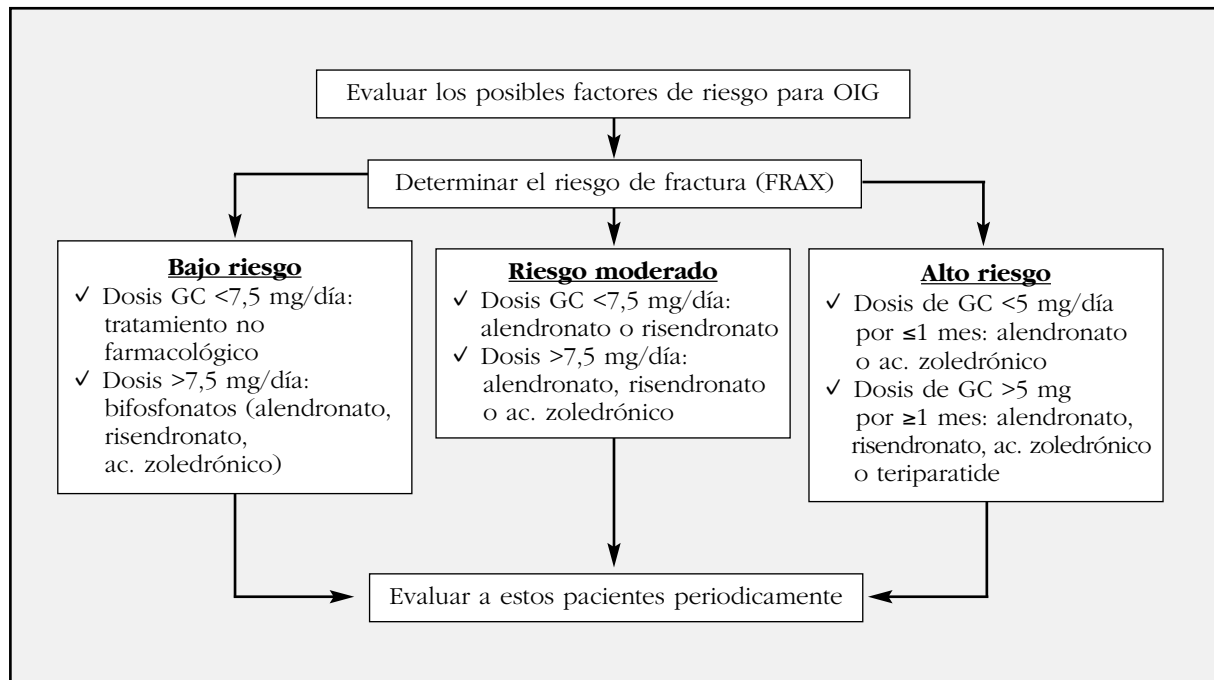 Evaluar los posibles factores de riesgo para OIG
Determinar el riesgo de fractura (FRAX)
Bajo riesgo
✓ Dosis GC <7,5 mg/día:
tratamiento no
farmacológico
✓ Dosis >7,5 mg/día:
bifosfonatos (alendronato,
risendronato,
ac. zoledrónico)
Riesgo moderado
✓ Dosis GC <7,5 mg/día:
alendronato o risendronato
✓ Dosis >7,5 mg/día:
alendronato, risendronato
o ac. zoledrónico
Alto riesgo
✓ Dosis de GC <5 mg/día
por ≤1 mes: alendronato
o ac. zoledrónico
✓ Dosis de GC >5 mg
por ≥1 mes: alendronato,
risendronato, ac. zoledrónico
o teriparatide
Evaluar a estos pacientes periodicamente